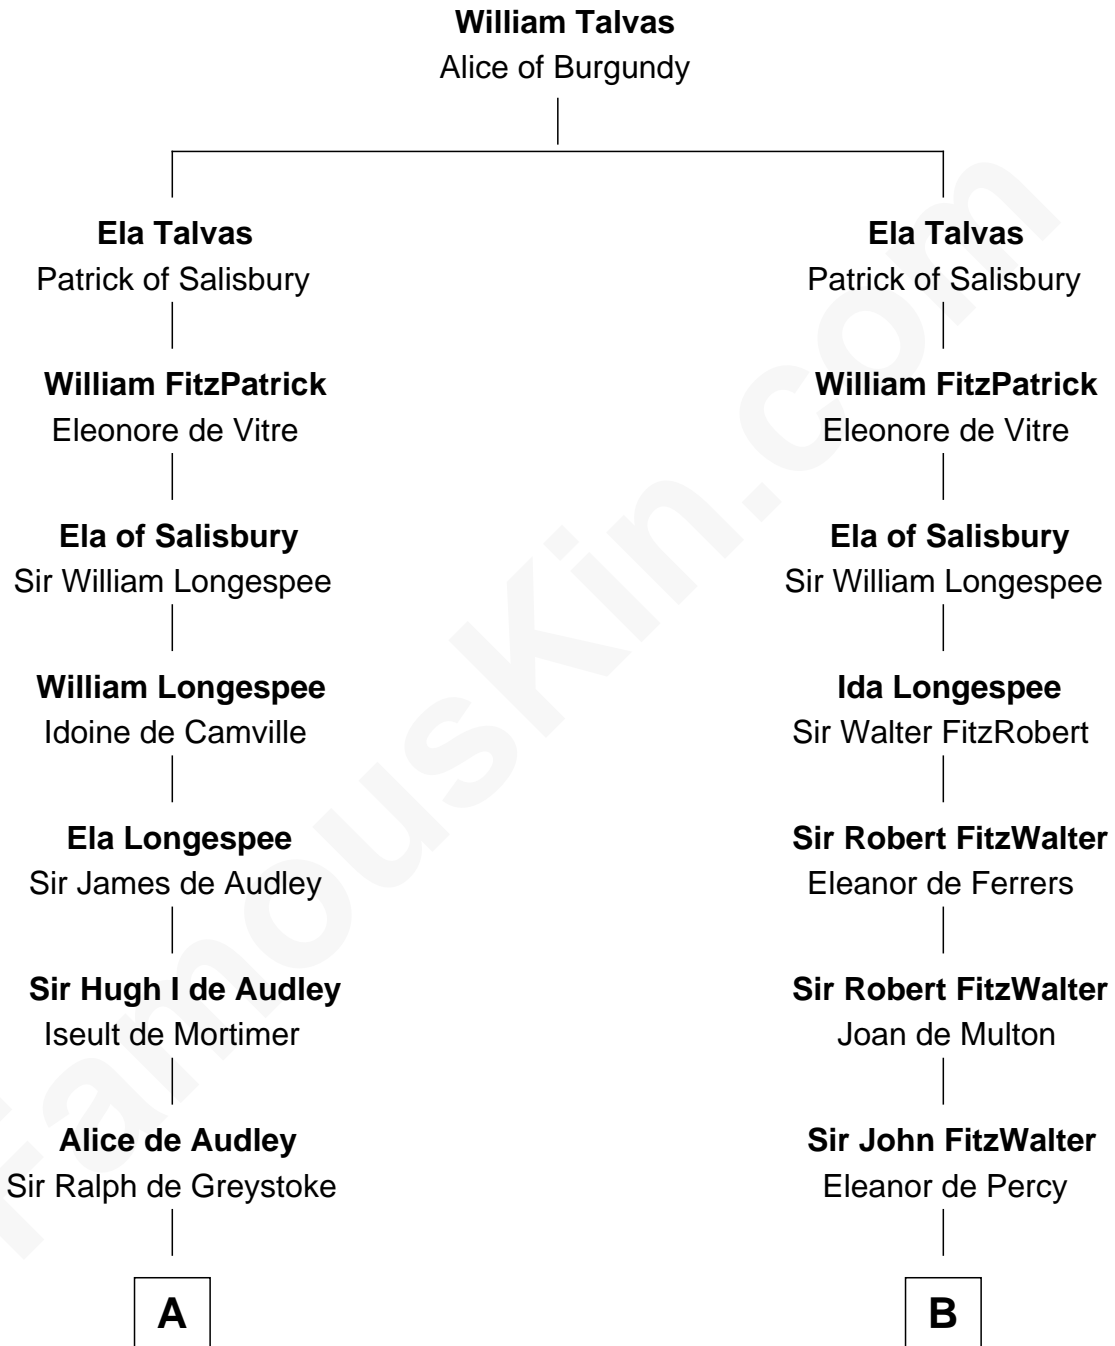 William Talvas
Alice of Burgundy
Ela Talvas
Patrick of Salisbury
William FitzPatrick
Eleonore de Vitre
Ela of Salisbury
Sir William Longespee
William Longespee
Idoine de Camville
Ela Longespee
Sir James de Audley
Sir Hugh I de Audley
Iseult de Mortimer
Alice de Audley
Sir Ralph de Greystoke
A
Ela Talvas
Patrick of Salisbury
William FitzPatrick
Eleonore de Vitre
Ela of Salisbury
Sir William Longespee
Ida Longespee
Sir Walter FitzRobert
Sir Robert FitzWalter
Eleanor de Ferrers
Sir Robert FitzWalter
Joan de Multon
Sir John FitzWalter
Eleanor de Percy
B
FamousKin.com